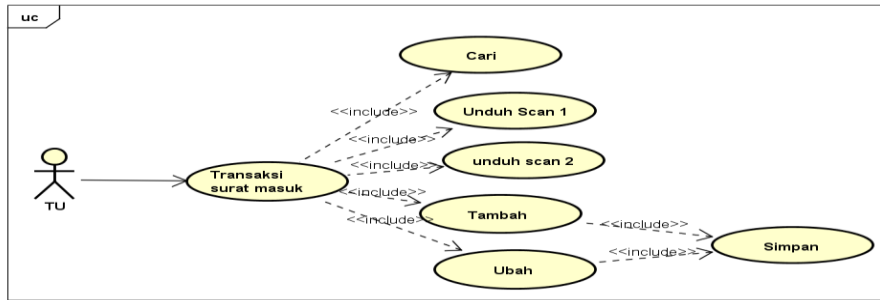 uc
Cari
<<include>>
Unduh Scan 1
<<include>>
<<include>>
unduh scan 2
Transaksi
surat masuk
<<include>>
TU
Tambah
<<include>>
<<include>>
Simpan
<<include>>
Ubah